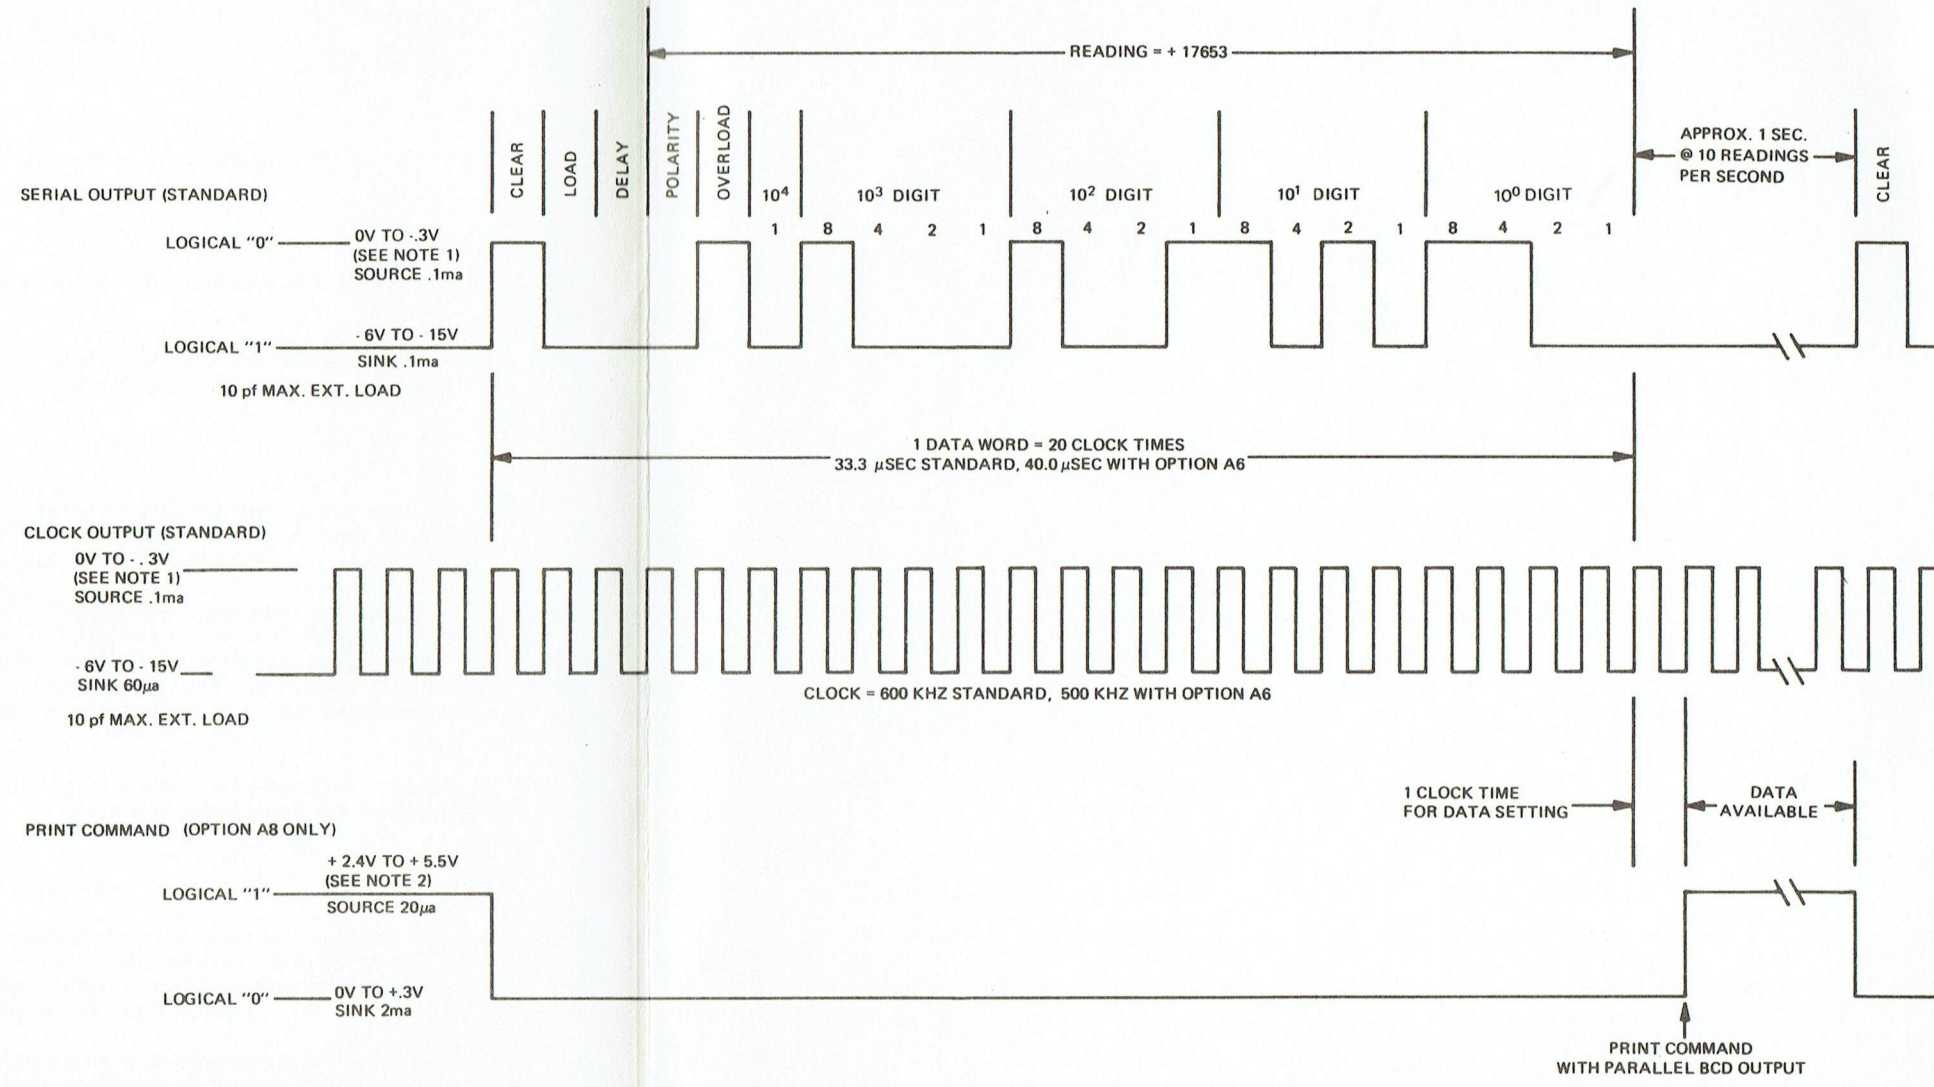 READING = + 17653
CLEAR
LOAD
DELAY
POLARITY
OVERLOAD
APPROX. 1 SEC.
@ 10 READINGS
PER SECOND
CLEAR
SERIAL OUTPUT (STANDARD)
10⁴ 10³ DIGIT 10² DIGIT 10¹ DIGIT 10⁰ DIGIT
1 8 4 2 1 8 4 2 1 8 4 2 1 8 4 2 1
LOGICAL "0"
0V TO -.3V
(SEE NOTE 1)
SOURCE .1ma
LOGICAL "1"
- 6V TO - 15V
SINK .1ma
10 pf MAX. EXT. LOAD
1 DATA WORD = 20 CLOCK TIMES
33.3 μSEC STANDARD, 40.0 μSEC WITH OPTION A6
CLOCK OUTPUT (STANDARD)
0V TO - . 3V
(SEE NOTE 1)
SOURCE .1ma
- 6V TO - 15V
SINK 60μa
10 pf MAX. EXT. LOAD
CLOCK = 600 KHZ STANDARD, 500 KHZ WITH OPTION A6
1 CLOCK TIME
FOR DATA SETTING
DATA
AVAILABLE
PRINT COMMAND (OPTION A8 ONLY)
LOGICAL "1"
+ 2.4V TO + 5.5V
(SEE NOTE 2)
SOURCE 20μa
LOGICAL "0"
0V TO +.3V
SINK 2ma
PRINT COMMAND
WITH PARALLEL BCD OUTPUT